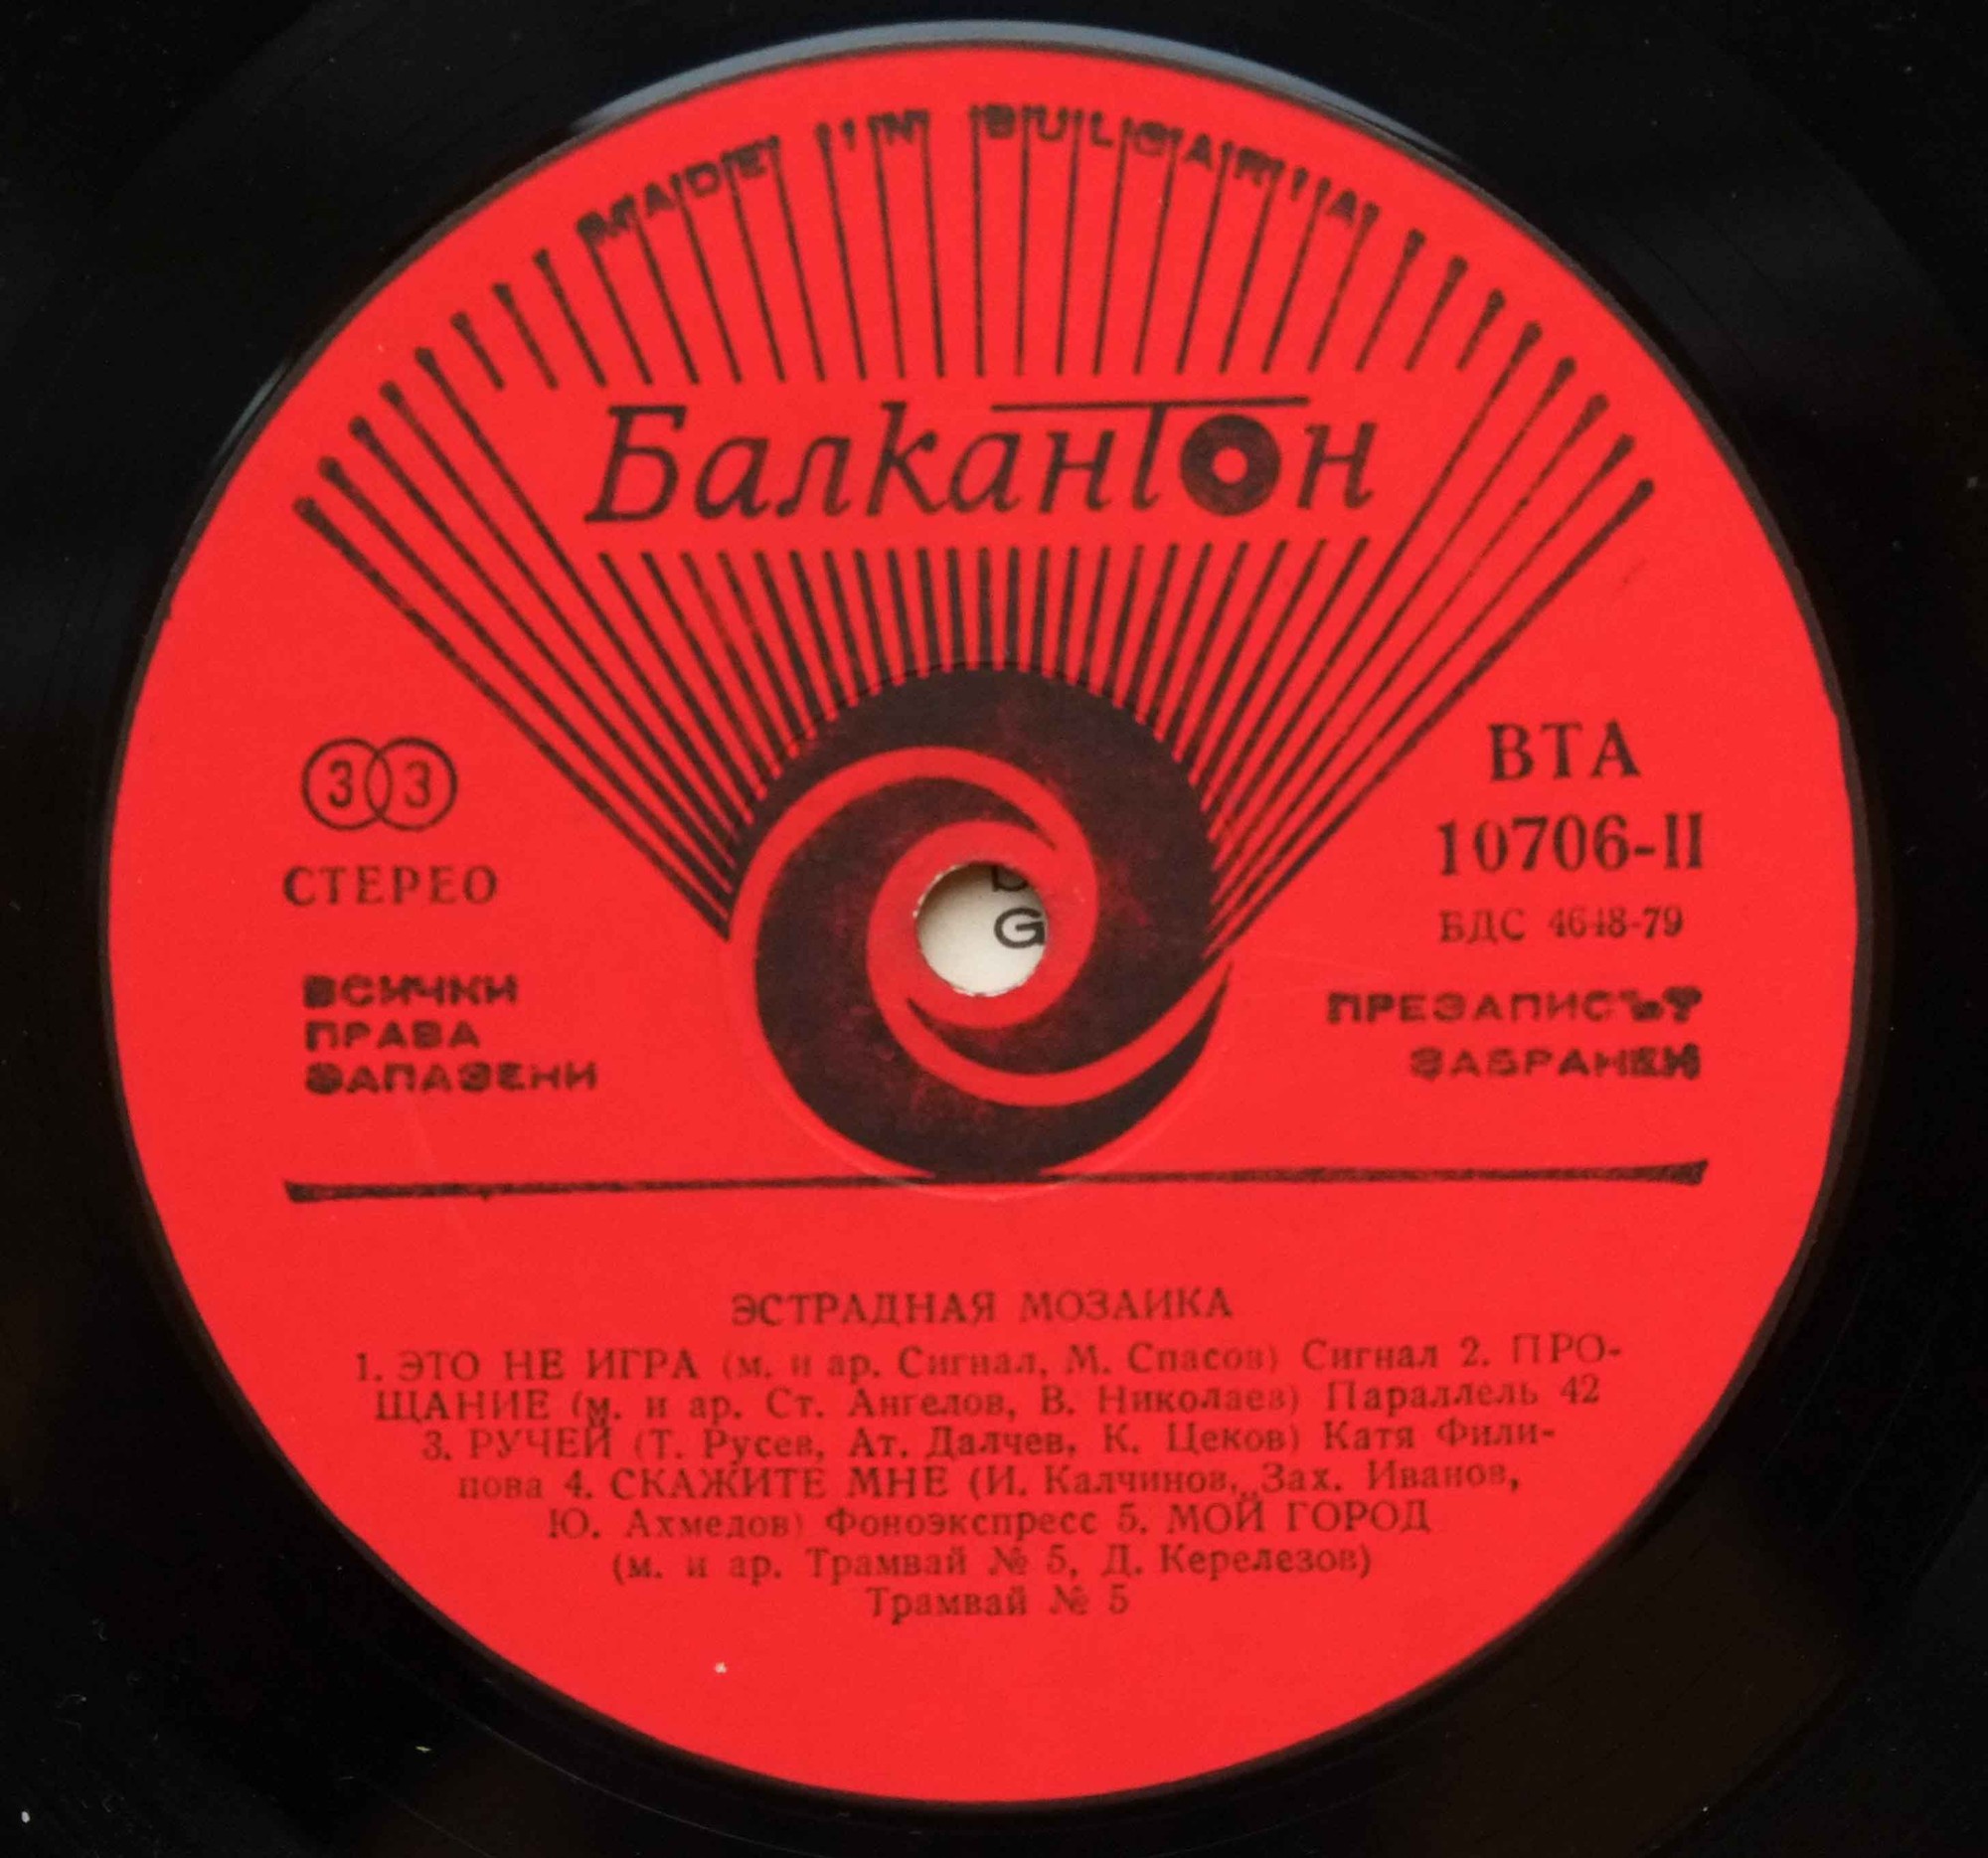 MADE IN BULGARIA
Балкантон
33
СТЕРЕО
ВСИЧКИ
ПРАВА
ЗАПАЗЕНИ
ВТА
10706-II
БДС 4648-79
ПРЕЗАПИСЪТ
ЗАБРАНЕН
G
ЭСТРАДНАЯ МОЗАИКА
1. ЭТО НЕ ИГРА (м. и ар. Сигнал, М. Спасов) Сигнал 2. ПРО-
ЩАНИЕ (м. и ар. Ст. Ангелов, В. Николаев) Параллель 42
3. РУЧЕЙ (Т. Русев, Ат. Далчев, К. Цеков) Катя Фили-
пова 4. СКАЖИТЕ МНЕ (И. Калчинов, Зах. Иванов,
Ю. Ахмедов) Фоноэкспресс 5. МОЙ ГОРОД
(м. и ар. Трамвай № 5, Д. Керелезов)
Трамвай № 5